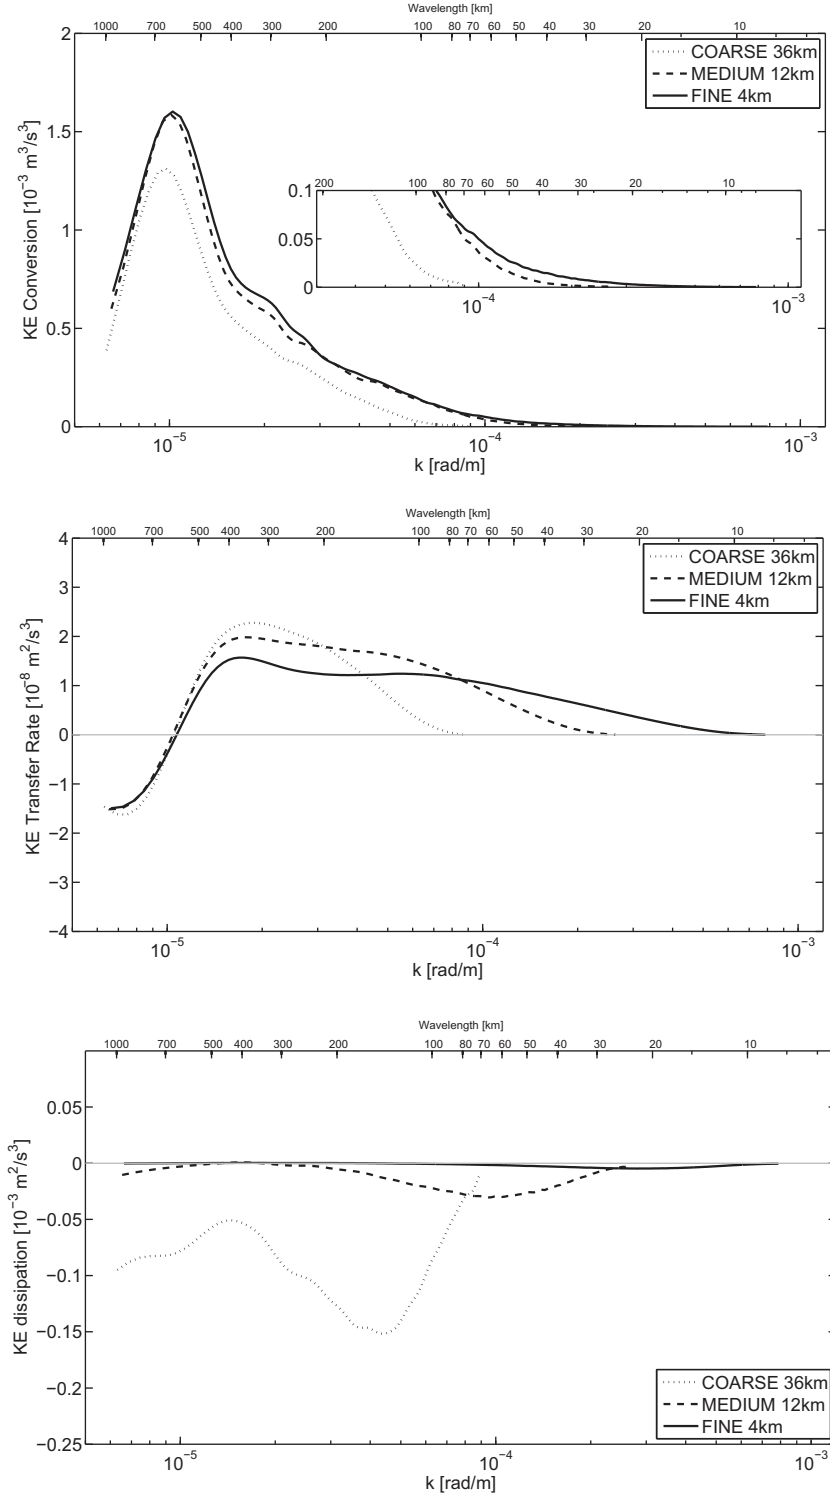 Wavelength [km]
1000 700 500 400 300 200 100 80 70 60 50 40 30 20 10
2
1.5
1
0.5
0
KE Conversion [10−3 m3/s3]
COARSE 36km
MEDIUM 12km
FINE 4km
200 100 80 70 60 50 40 30 20 10
0.1
0.05
0
10−4 10−3
10−5 10−4 10−3
k [rad/m]
Wavelength [km]
1000 700 500 400 300 200 100 80 70 60 50 40 30 20 10
4
3
2
1
0
−1
−2
−3
−4
KE Transfer Rate [10−8 m2/s3]
COARSE 36km
MEDIUM 12km
FINE 4km
10−5 10−4 10−3
k [rad/m]
Wavelength [km]
1000 700 500 400 300 200 100 80 70 60 50 40 30 20 10
0.05
0
−0.05
−0.1
−0.15
−0.2
−0.25
KE dissipation [10−3 m2/s3]
COARSE 36km
MEDIUM 12km
FINE 4km
10−5 10−4 10−3
k [rad/m]